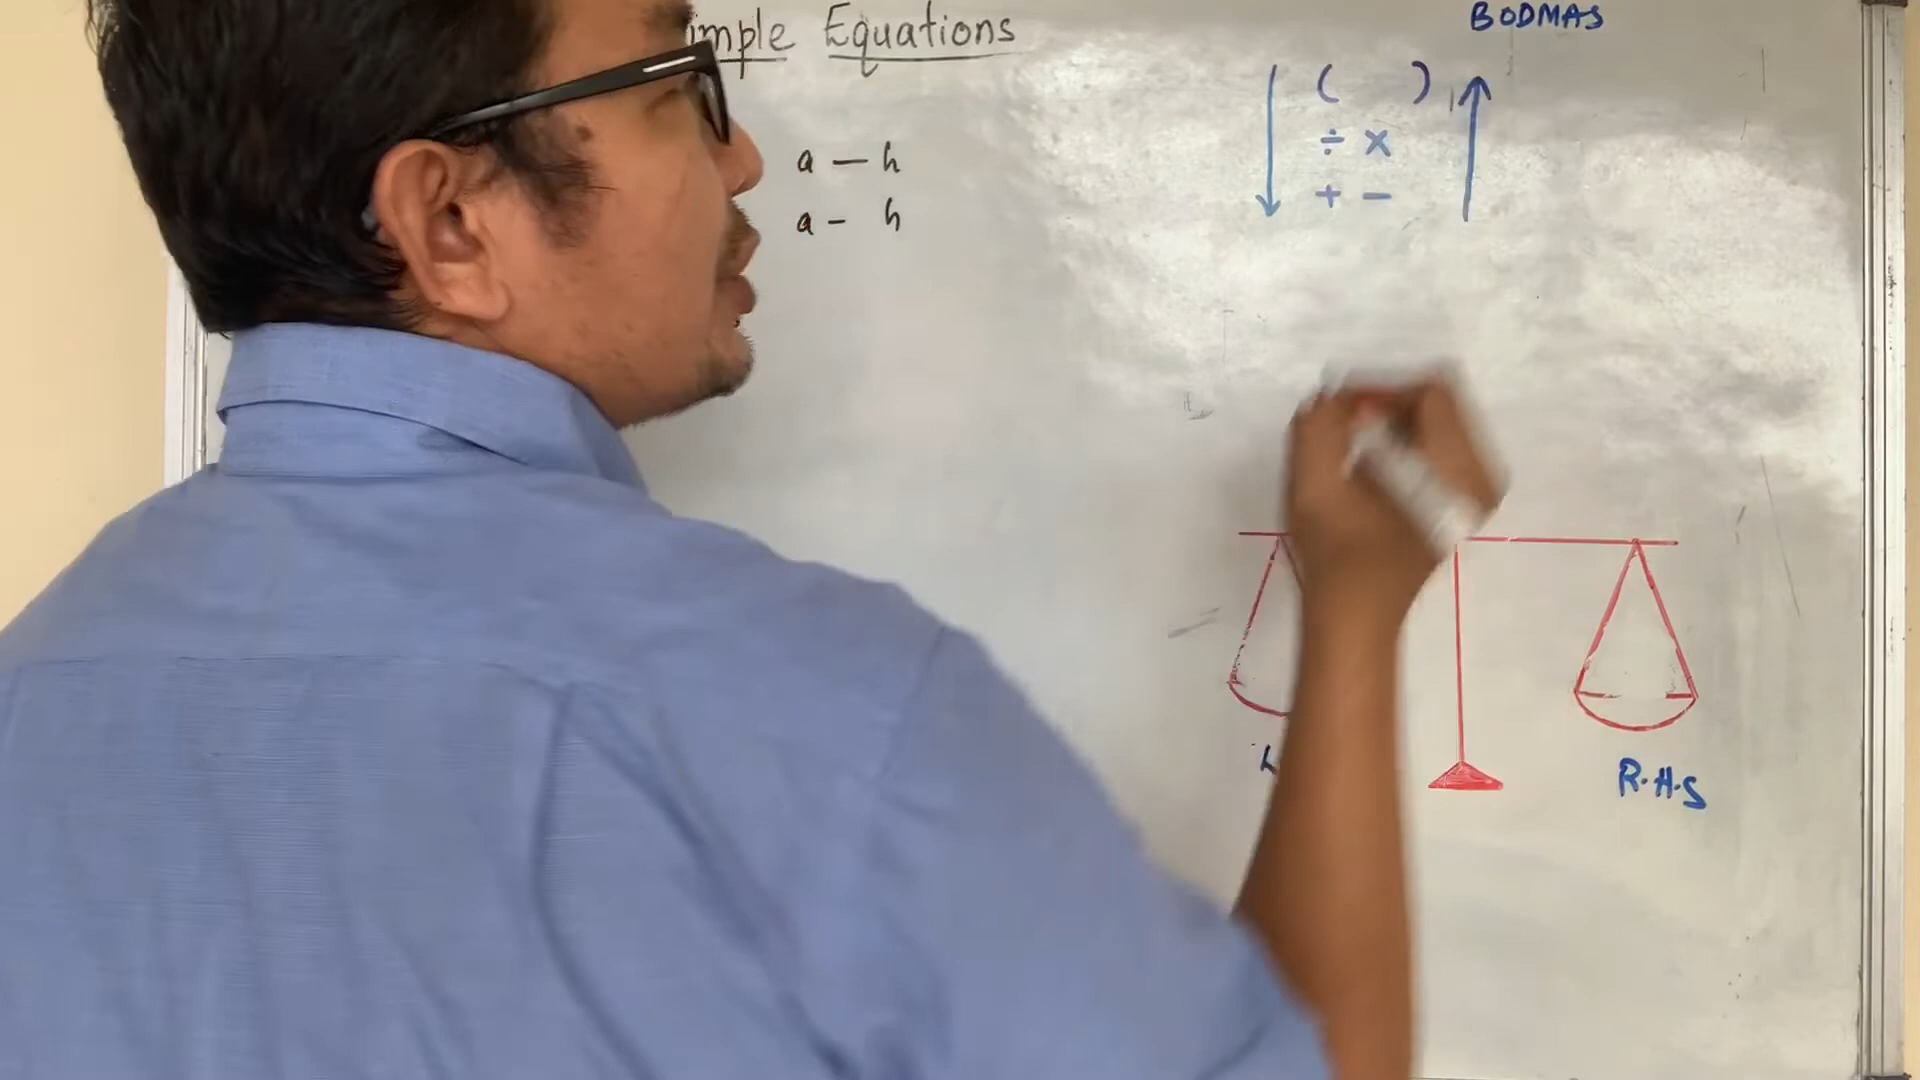 imple Equations
BODMAS
( )
÷ ×
+ −
a — h
a - h
R.H.S